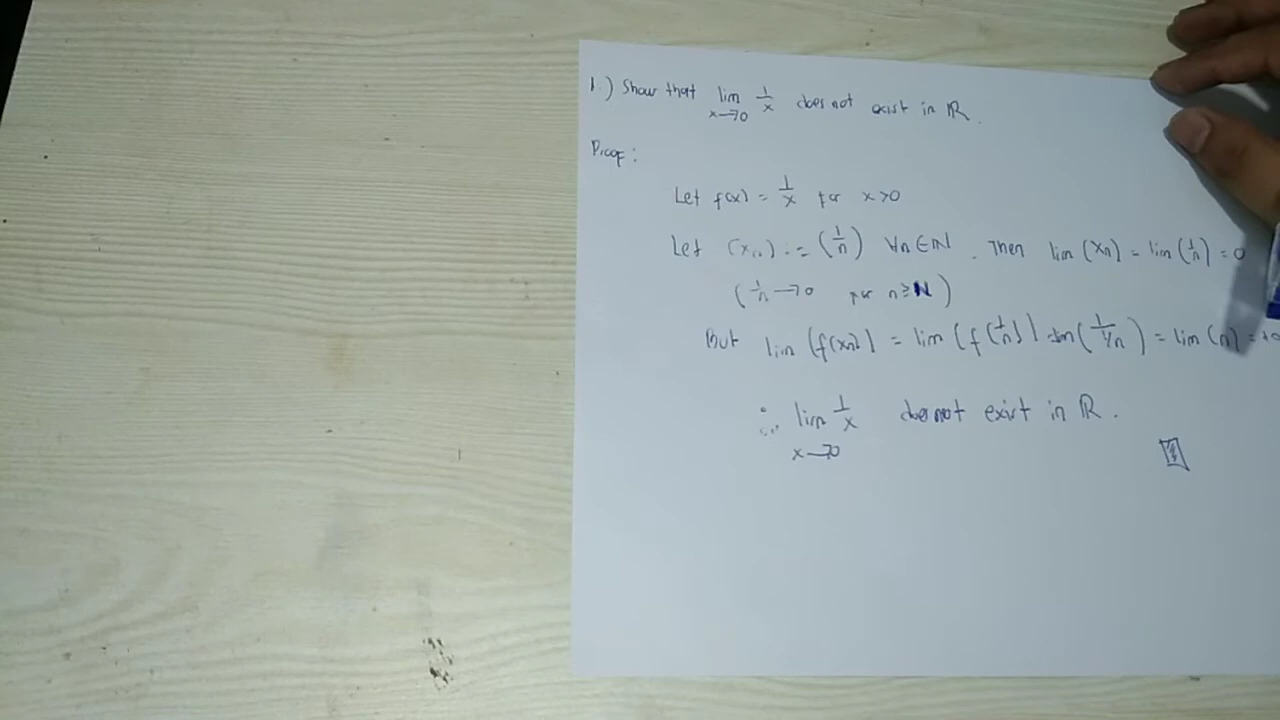 1.) Show that lim x→0 1/x does not exist in ℝ.
Proof:
Let f(x) = 1/x for x>0
Let (xₙ) := (1/n) ∀n∈ℕ. Then lim (xₙ) = lim (1/n) = 0
(1/n → 0 for n ≥ N)
But lim (f(xₙ)) = lim (f(1/n)) = lim (1/1/n) = lim (n) =
∴ lim x→0 1/x does not exist in ℝ.